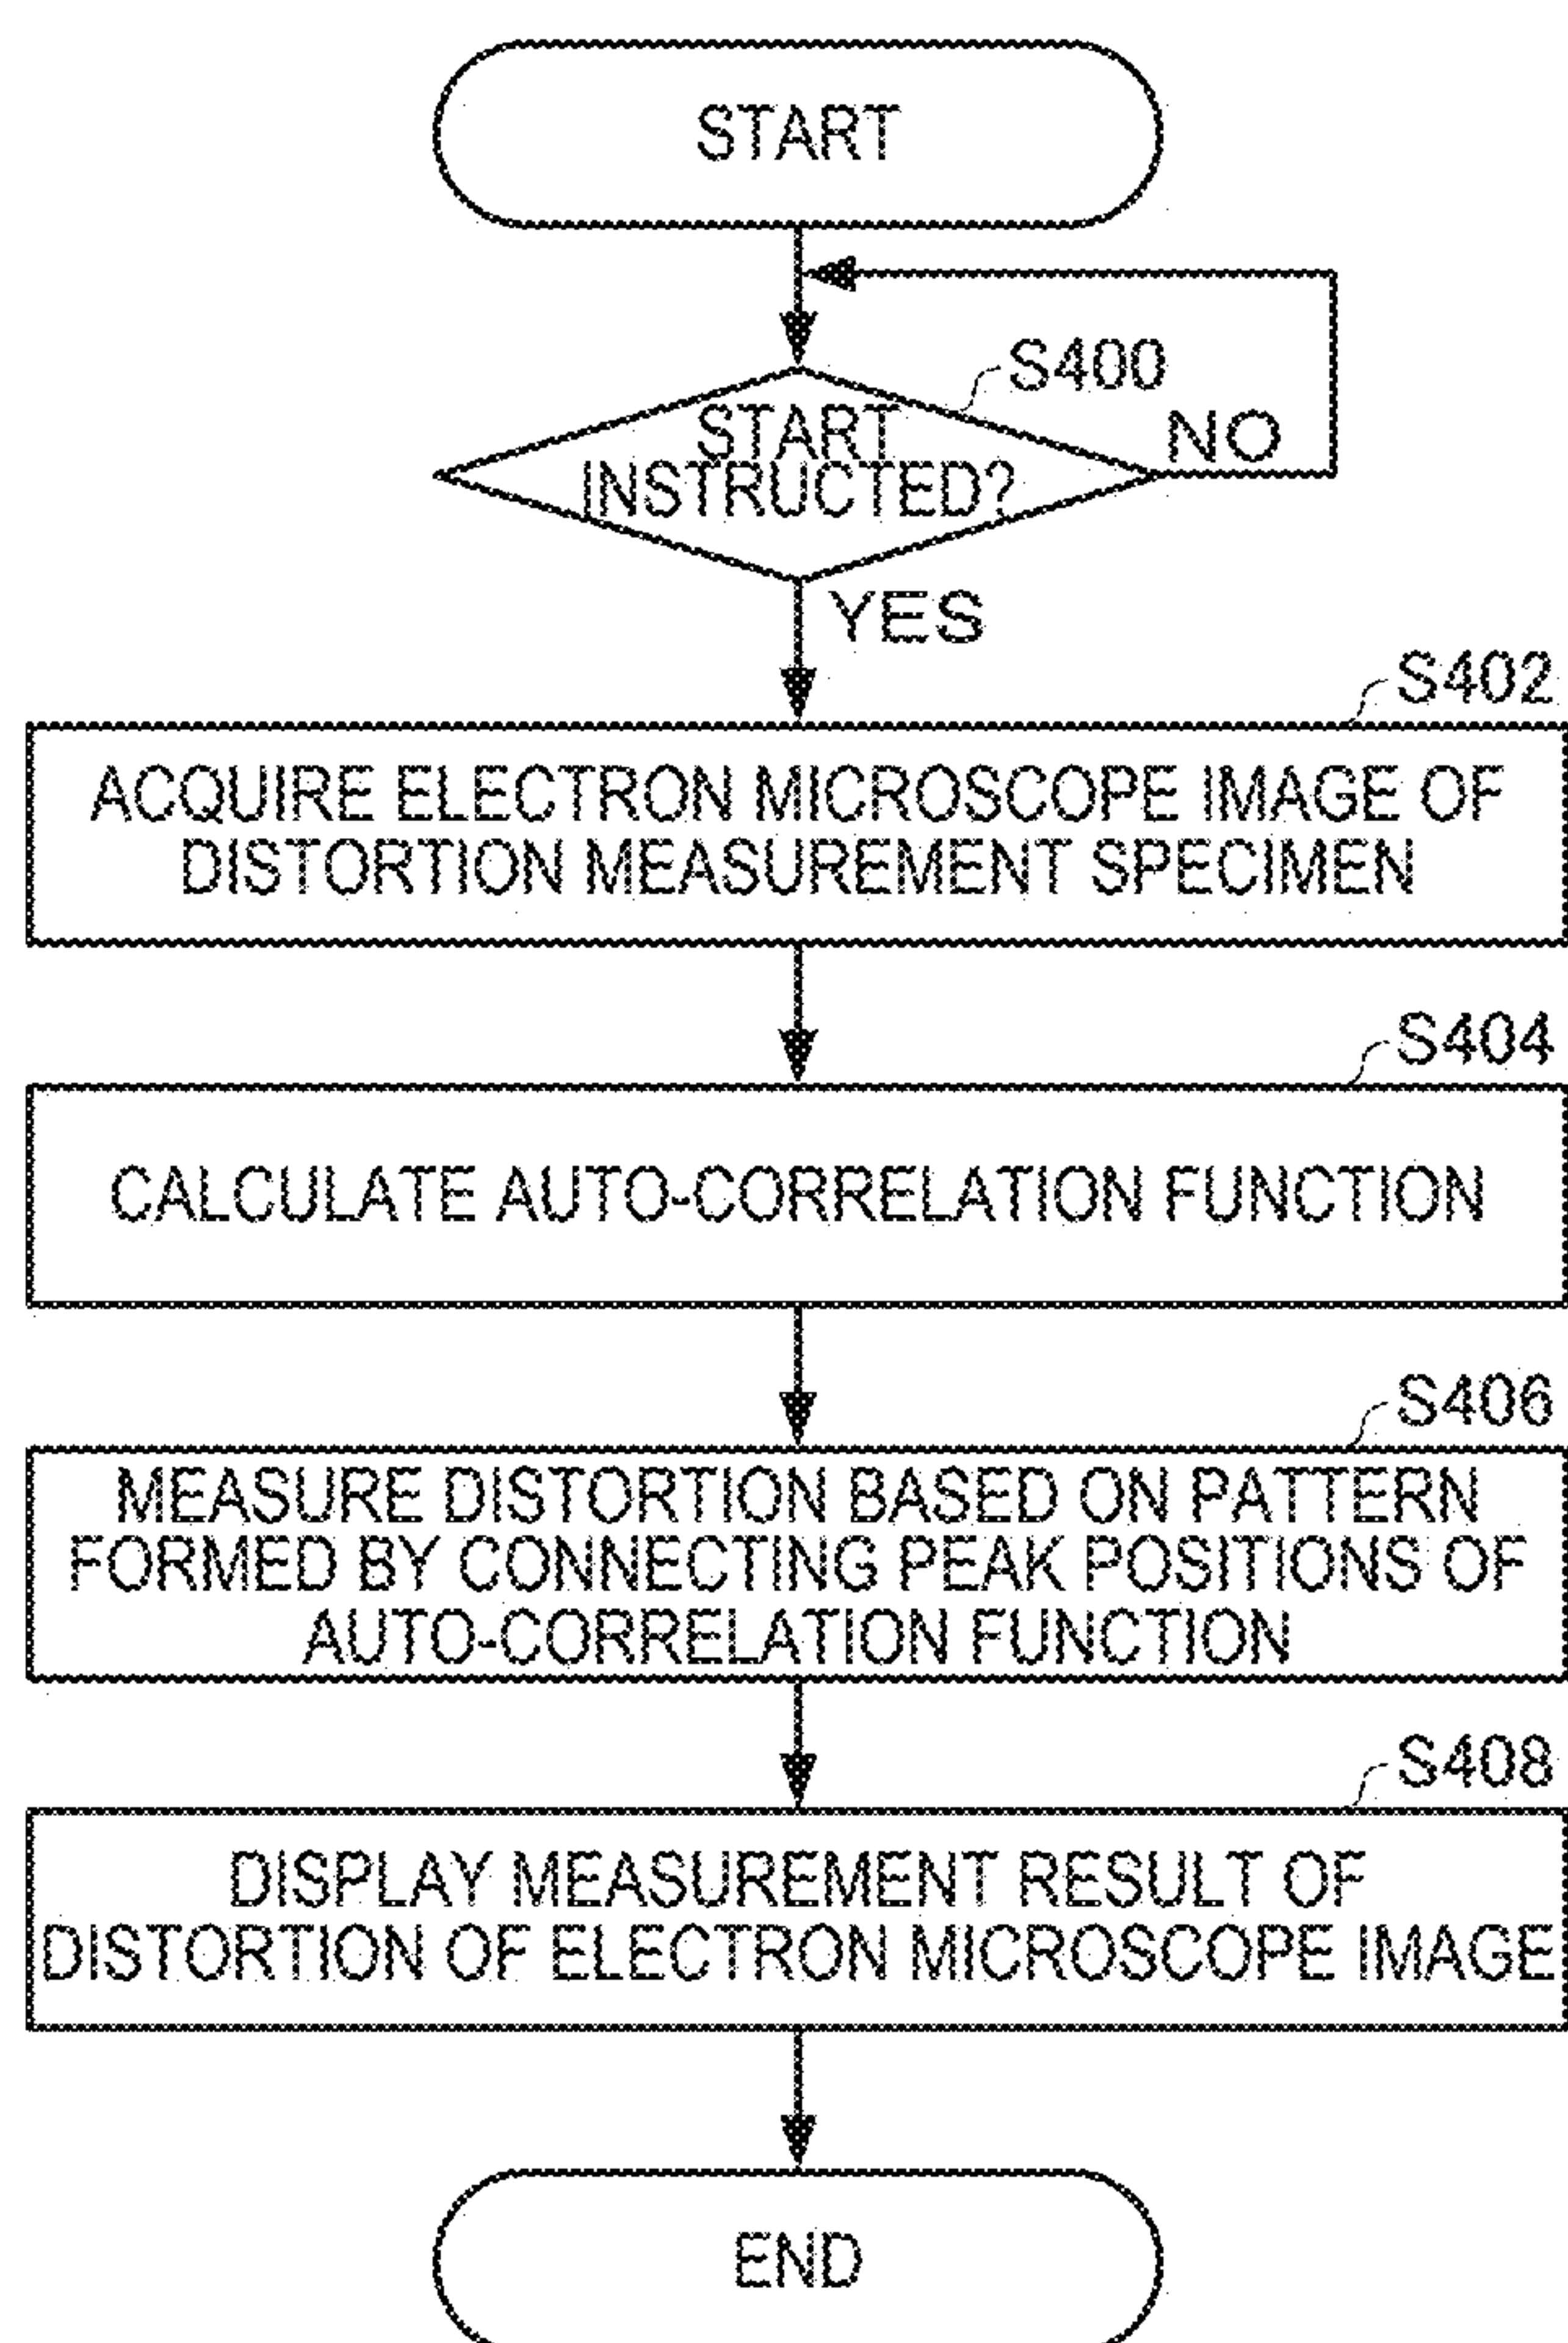 START
S400
START
INSTRUCTED?
NO
YES
S402
ACQUIRE ELECTRON MICROSCOPE IMAGE OF
DISTORTION MEASUREMENT SPECIMEN
S404
CALCULATE AUTO-CORRELATION FUNCTION
S406
MEASURE DISTORTION BASED ON PATTERN
FORMED BY CONNECTING PEAK POSITIONS OF
AUTO-CORRELATION FUNCTION
S408
DISPLAY MEASUREMENT RESULT OF
DISTORTION OF ELECTRON MICROSCOPE IMAGE
END